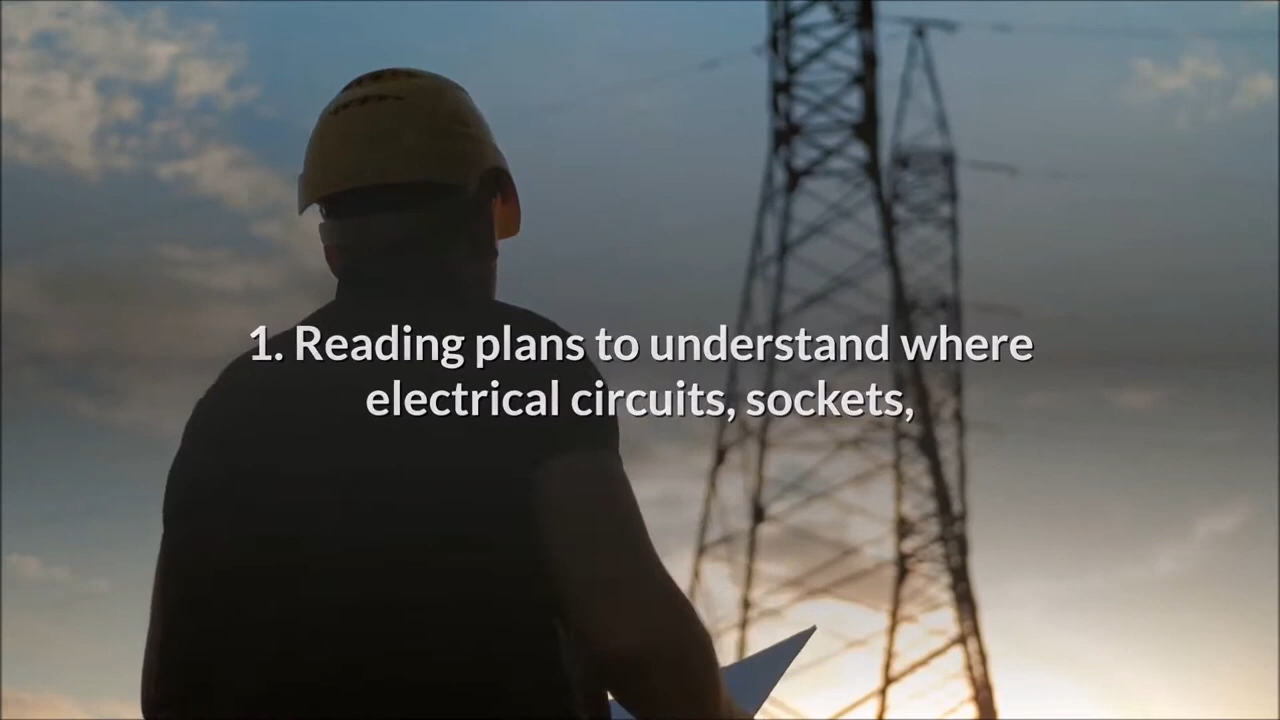 1. Reading plans to understand where
electrical circuits, sockets,